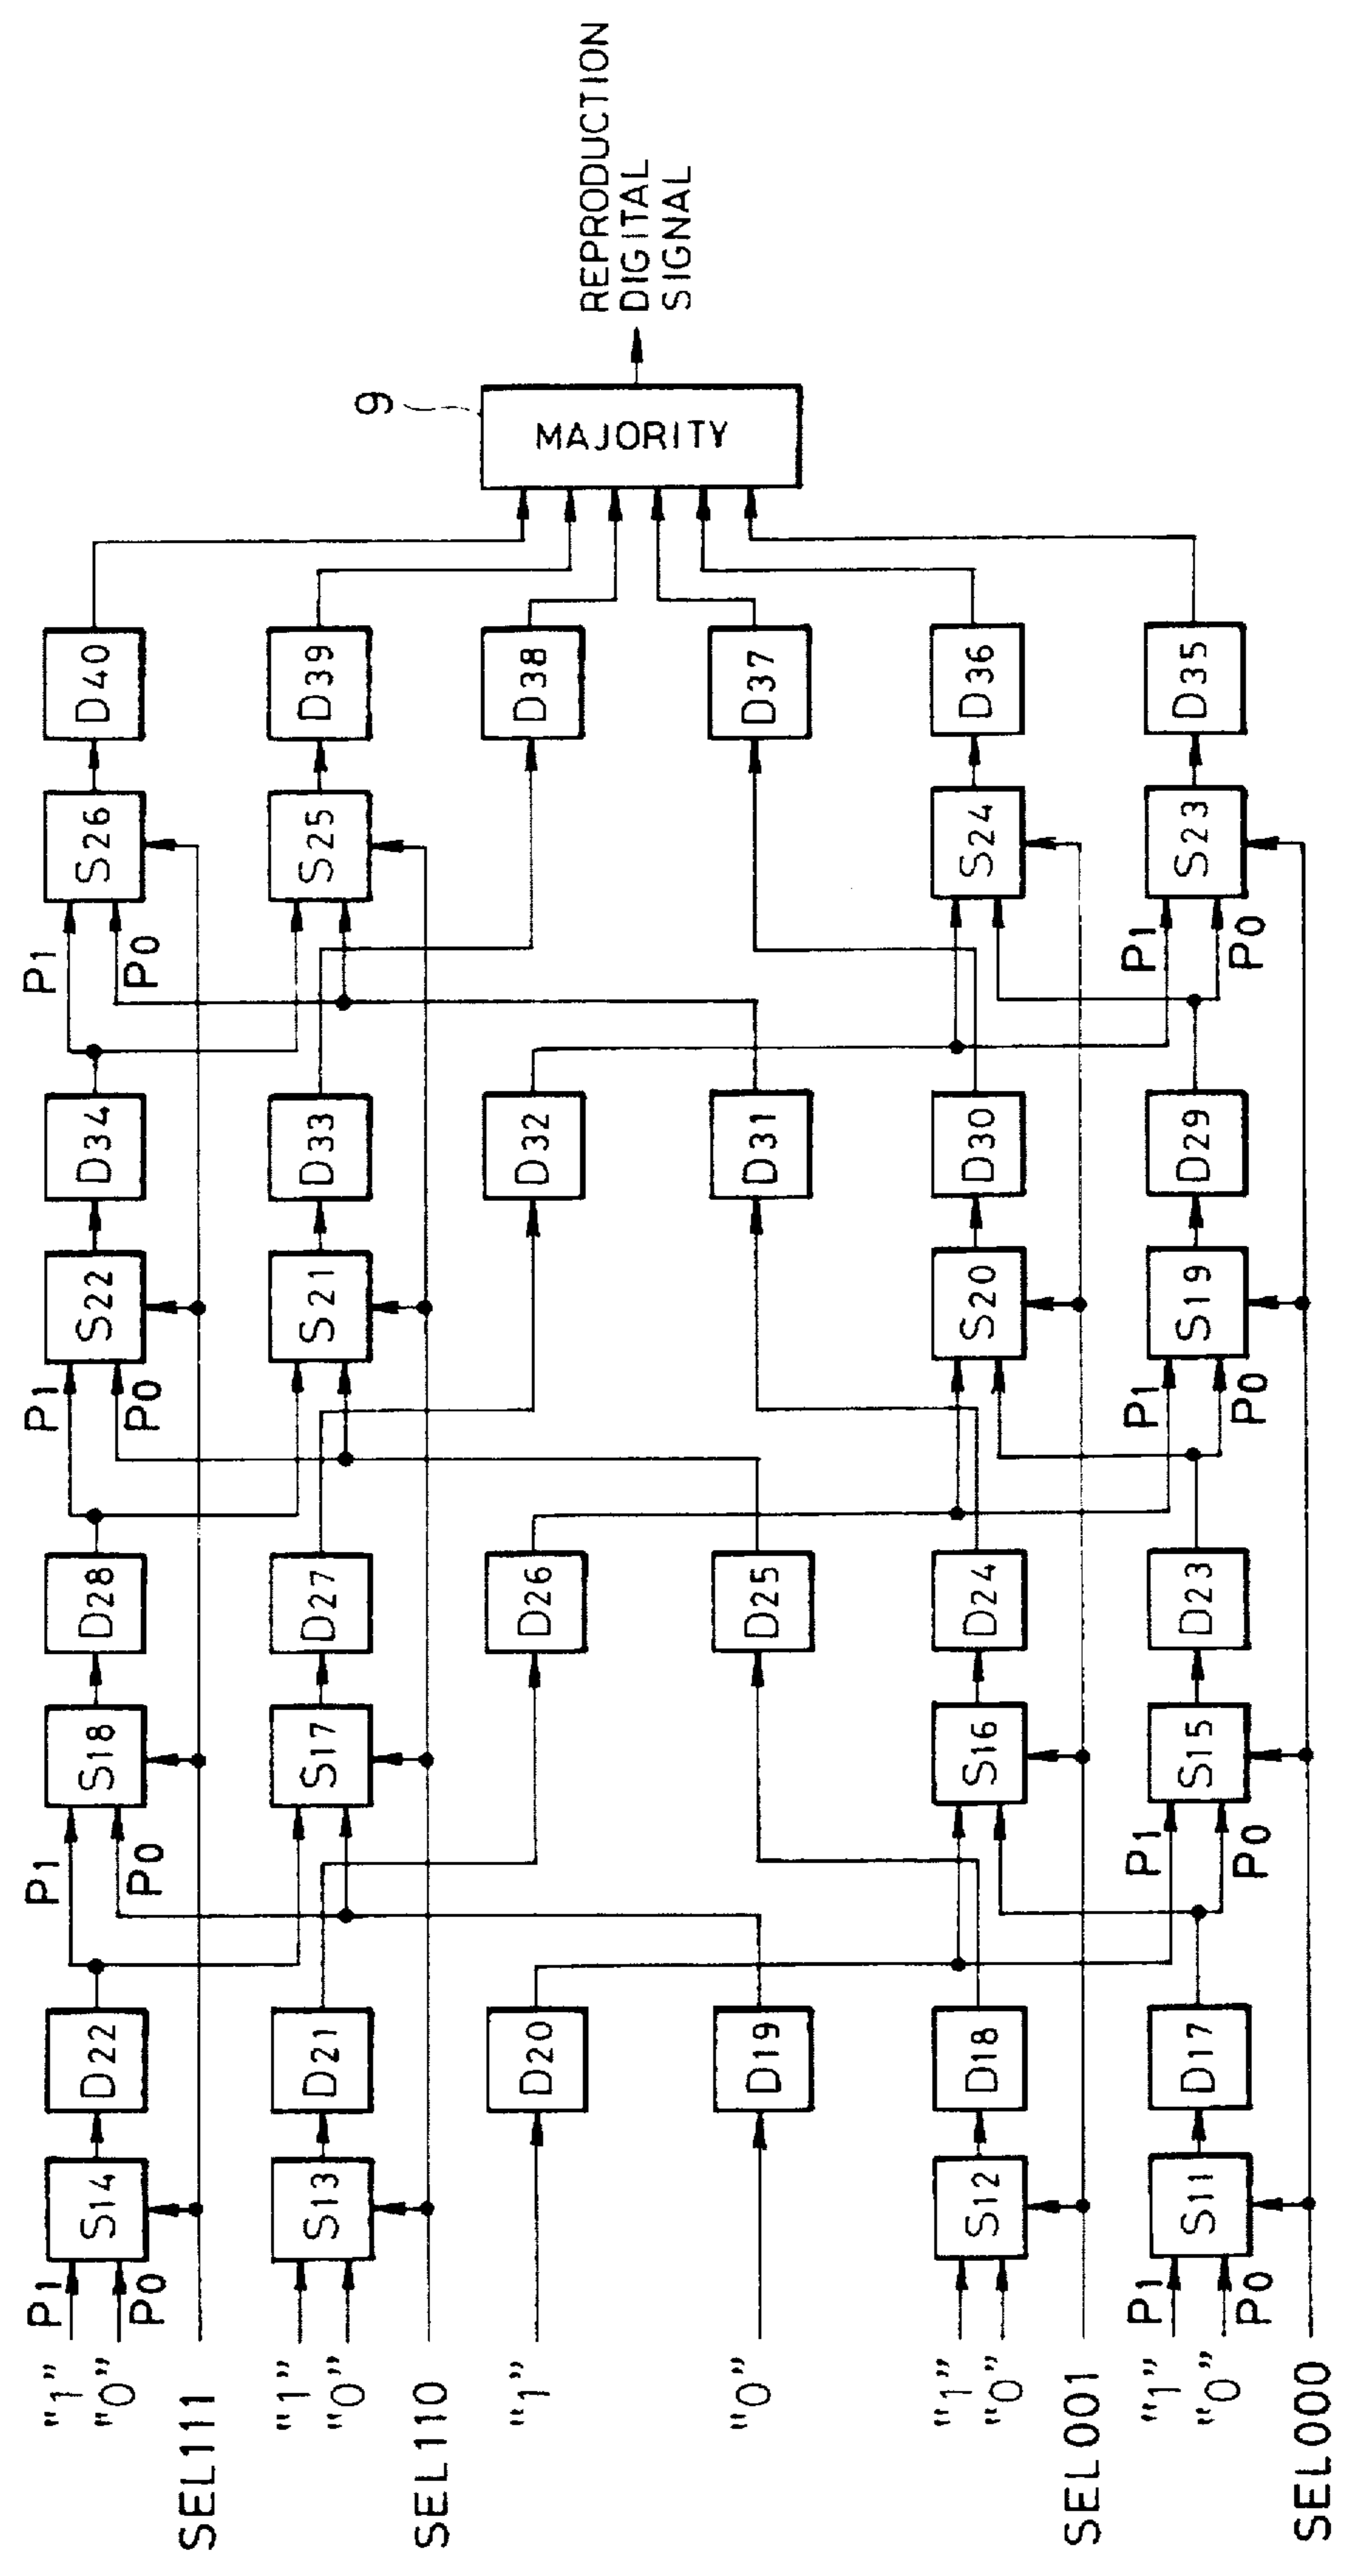 "1" P1
"0" P0
S14 D22 P1 P0 S18 D28 P1 P0 S22 D34 P1 P0 S26 D40
SEL111
"1"
"0"
S13 D21 S17 D27 S21 D33 S25 D39
SEL110
9
"1" D20 D26 D32 D38
MAJORITY
REPRODUCTION
DIGITAL
SIGNAL
"0" D19 D25 D31 D37
"1"
"0"
S12 D18 S16 D24 S20 D30 S24 D36
SEL001
"1" P1
"0" P0
S11 D17 P1 P0 S15 D23 P1 P0 S19 D29 P1 P0 S23 D35
SEL000